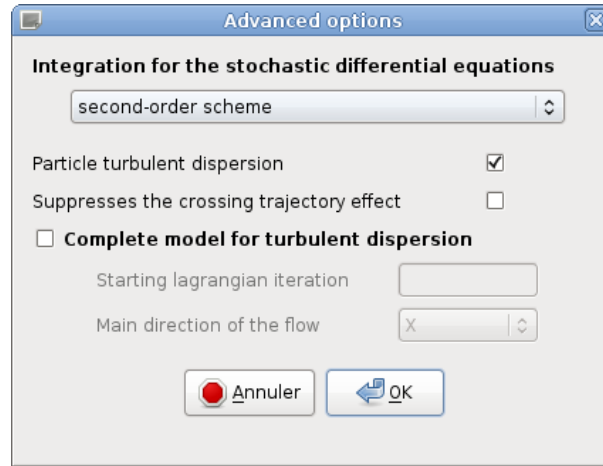 Advanced options
Integration for the stochastic differential equations
second-order scheme
Particle turbulent dispersion
Suppresses the crossing trajectory effect
Complete model for turbulent dispersion
Starting lagrangian iteration
Main direction of the flow X
Annuler OK